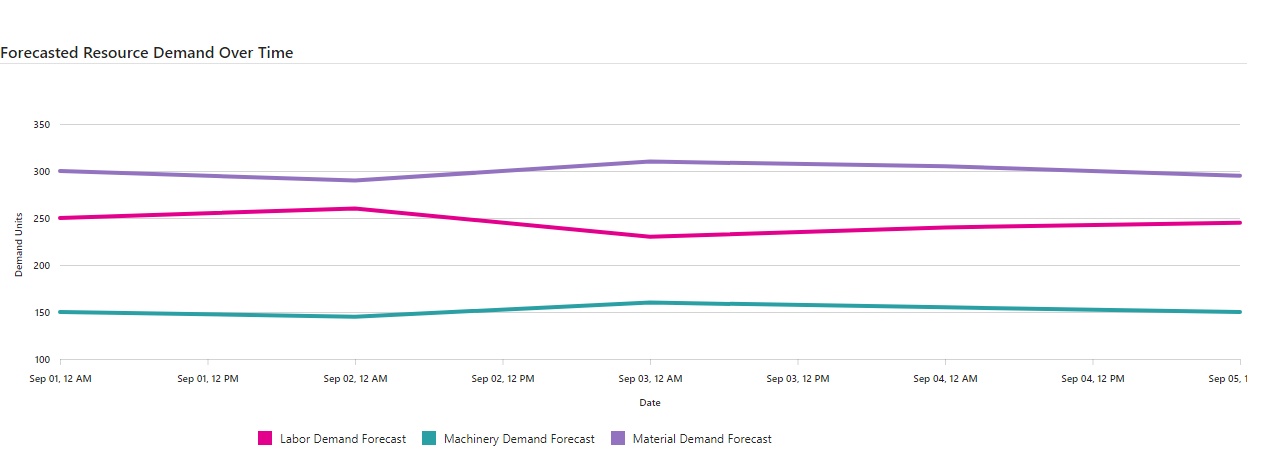 Forecasted Resource Demand Over Time
350
300
250
200
150
100
Demand Units
Sep 01, 12 AM Sep 01, 12 PM Sep 02, 12 AM Sep 02, 12 PM Sep 03, 12 AM Sep 03, 12 PM Sep 04, 12 AM Sep 04, 12 PM Sep 05, 1
Date
Labor Demand Forecast Machinery Demand Forecast Material Demand Forecast